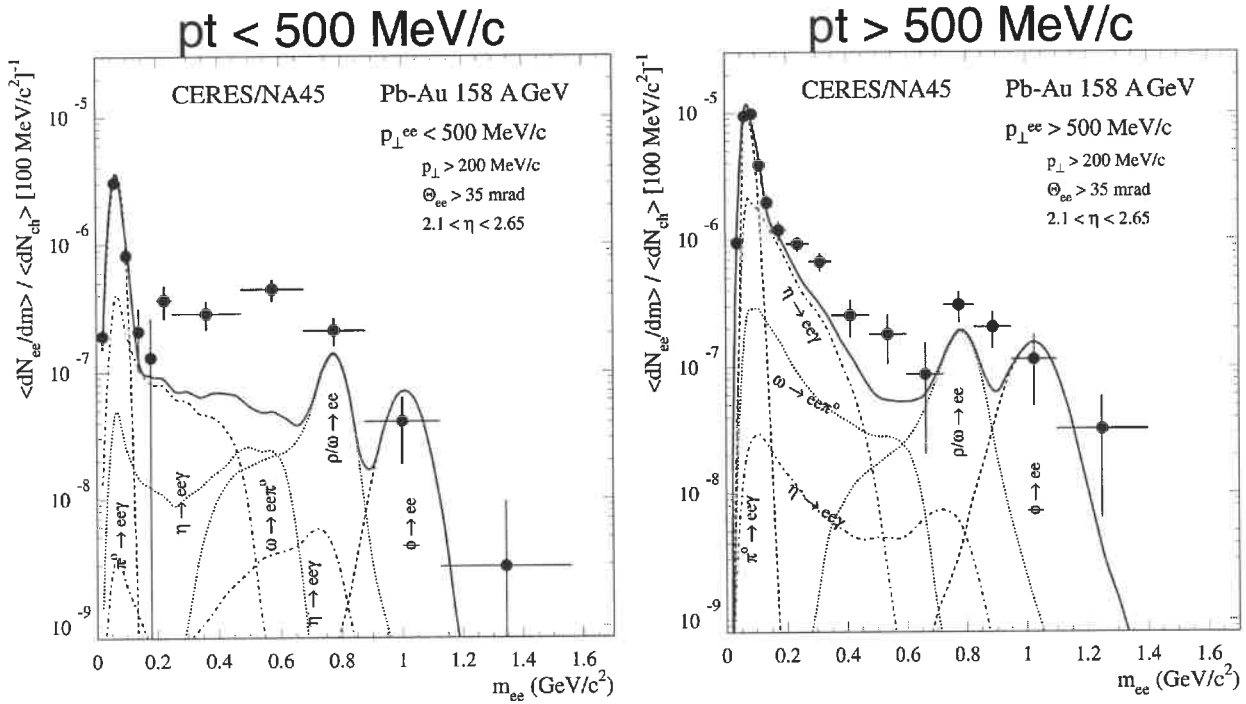 pt < 500 MeV/c
CERES/NA45 Pb-Au 158 A GeV
p⊥ᵉᵉ < 500 MeV/c
p⊥ > 200 MeV/c
Θee > 35 mrad
2.1 < η < 2.65
<dNee/dm> / <dNch> [100 MeV/c²]⁻¹
10⁻⁵
10⁻⁶
10⁻⁷
10⁻⁸
10⁻⁹
π° → eeγ
η → eeγ
ω → eeπ°
η → eeγ
ρ/ω → ee
ϕ → ee
0 0.2 0.4 0.6 0.8 1 1.2 1.4 1.6
mee (GeV/c²)
pt > 500 MeV/c
CERES/NA45 Pb-Au 158 A GeV
p⊥ᵉᵉ > 500 MeV/c
p⊥ > 200 MeV/c
Θee > 35 mrad
2.1 < η < 2.65
<dNee/dm> / <dNch> [100 MeV/c²]⁻¹
10⁻⁵
10⁻⁶
10⁻⁷
10⁻⁸
10⁻⁹
η → eeγ
ω → eeπ°
ρ/ω → ee
η → eeγ
π° → eeγ
ϕ → ee
0 0.2 0.4 0.6 0.8 1 1.2 1.4 1.6
mee (GeV/c²)